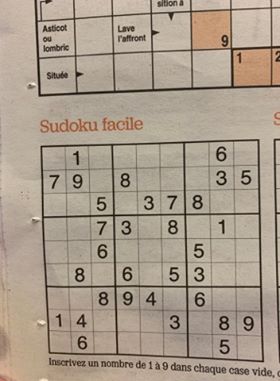 sition à
Asticot
ou
lombric
Lave
l'affront
9
Située
1 2
Sudoku facile
1 6
7 9 8 3 5
5 3 7 8
7 3 8 1
6 5
8 6 5 3
8 9 4 6
1 4 3 8 9
6 5
Inscrivez un nombre de 1 à 9 dans chaque case vide,